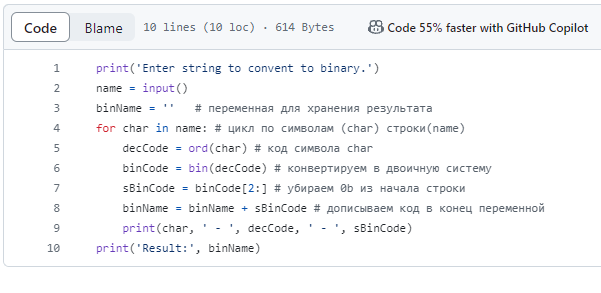 Code Blame 10 lines (10 loc) · 614 Bytes Code 55% faster with GitHub Copilot
1 print('Enter string to convent to binary.')
2 name = input()
3 binName = '' # переменная для хранения результата
4 for char in name: # цикл по символам (char) строки(name)
5 decCode = ord(char) # код символа char
6 binCode = bin(decCode) # конвертируем в двоичную систему
7 sBinCode = binCode[2:] # убираем 0b из начала строки
8 binName = binName + sBinCode # дописываем код в конец переменной
9 print(char, ' - ', decCode, ' - ', sBinCode)
10 print('Result:', binName)